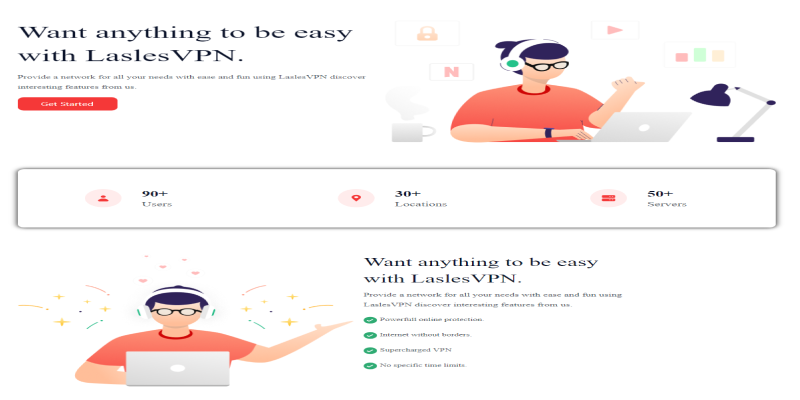 Want anything to be easy
with LaslesVPN.
Provide a network for all your needs with ease and fun using LaslesVPN discover
interesting features from us.
Get Started
N
90+
Users
30+
Locations
50+
Servers
Want anything to be easy
with LaslesVPN.
Provide a network for all your needs with ease and fun using
LaslesVPN discover interesting features from us.
Powerfull online protection.
Internet without borders.
Supercharged VPN
No specific time limits.